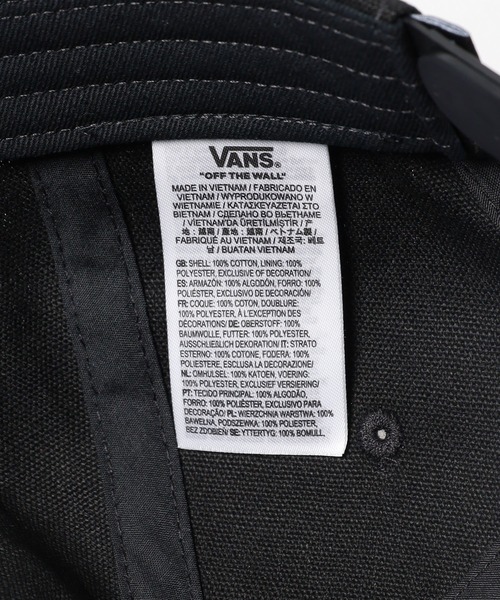 VANS®
"OFF THE WALL"
MADE IN VIETNAM / FABRICADO EN
VIETNAM / WYPRODUKOWANO W
WIETNAMIE / ΚΑΤΑΣΚΕΥΑΖΕΤΑΙ ΣΤΟ
ΒΙΕΤΝΑΜ / СДЕЛАНО ВО ВЬЕТНАМЕ
/ VİETNAM'DA ÜRETİLMİŞTİR / 产
地：越南 / 產地：越南 / ベトナム製 /
FABRIQUÉ AU VIETNAM / 제조국: 베트
남 / BUATAN VIETNAM
GB: SHELL: 100% COTTON, LINING: 100%
POLYESTER, EXCLUSIVE OF DECORATION/
ES: ARMAZÓN: 100% ALGODÓN, FORRO: 100%
POLIÉSTER, EXCLUSIVO DE DECORACIÓN/
FR: COQUE: 100% COTON, DOUBLURE:
100% POLYESTER, À L'EXCEPTION DES
DÉCORATIONS/ DE: OBERSTOFF: 100%
BAUMWOLLE, FUTTER: 100% POLYESTER,
AUSSCHLIEẞLICH DEKORATION/ IT: STRATO
ESTERNO: 100% COTONE, FODERA: 100%
POLIESTERE, ESCLUSA LA DECORAZIONE/
NL: OMHULSEL: 100% KATOEN, VOERING:
100% POLYESTER, EXCLUSIEF VERSIERING/
PT: TECIDO PRINCIPAL: 100% ALGODÃO,
FORRO: 100% POLIÉSTER, EXCLUSIVO PARA
DECORAÇÃO/ PL: WIERZCHNIA WARSTWA: 100%
BAWEŁNA, PODSZEWKA: 100% POLIESTER,
BEZ ZDOBIEŃ/ SE: YTTERTYG: 100% BOMULL.